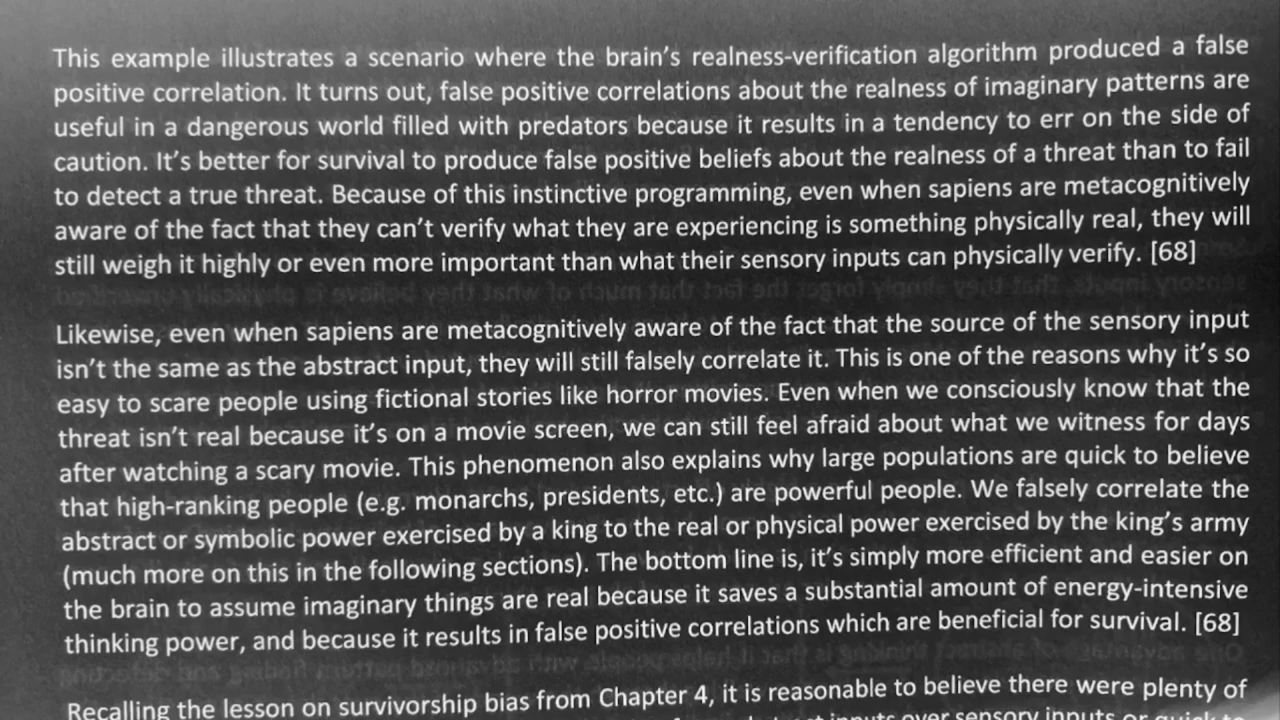 This example illustrates a scenario where the brain's realness-verification algorithm produced a false
positive correlation. It turns out, false positive correlations about the realness of imaginary patterns are
useful in a dangerous world filled with predators because it results in a tendency to err on the side of
caution. It's better for survival to produce false positive beliefs about the realness of a threat than to fail
to detect a true threat. Because of this instinctive programming, even when sapiens are metacognitively
aware of the fact that they can't verify what they are experiencing is something physically real, they will
still weigh it highly or even more important than what their sensory inputs can physically verify. [68]
Likewise, even when sapiens are metacognitively aware of the fact that the source of the sensory input
isn't the same as the abstract input, they will still falsely correlate it. This is one of the reasons why it's so
easy to scare people using fictional stories like horror movies. Even when we consciously know that the
threat isn't real because it's on a movie screen, we can still feel afraid about what we witness for days
after watching a scary movie. This phenomenon also explains why large populations are quick to believe
that high-ranking people (e.g. monarchs, presidents, etc.) are powerful people. We falsely correlate the
abstract or symbolic power exercised by a king to the real or physical power exercised by the king's army
(much more on this in the following sections). The bottom line is, it's simply more efficient and easier on
the brain to assume imaginary things are real because it saves a substantial amount of energy-intensive
thinking power, and because it results in false positive correlations which are beneficial for survival. [68]
Recalling the lesson on survivorship bias from Chapter 4, it is reasonable to believe there were plenty of
inputs over sensory inputs or quick to